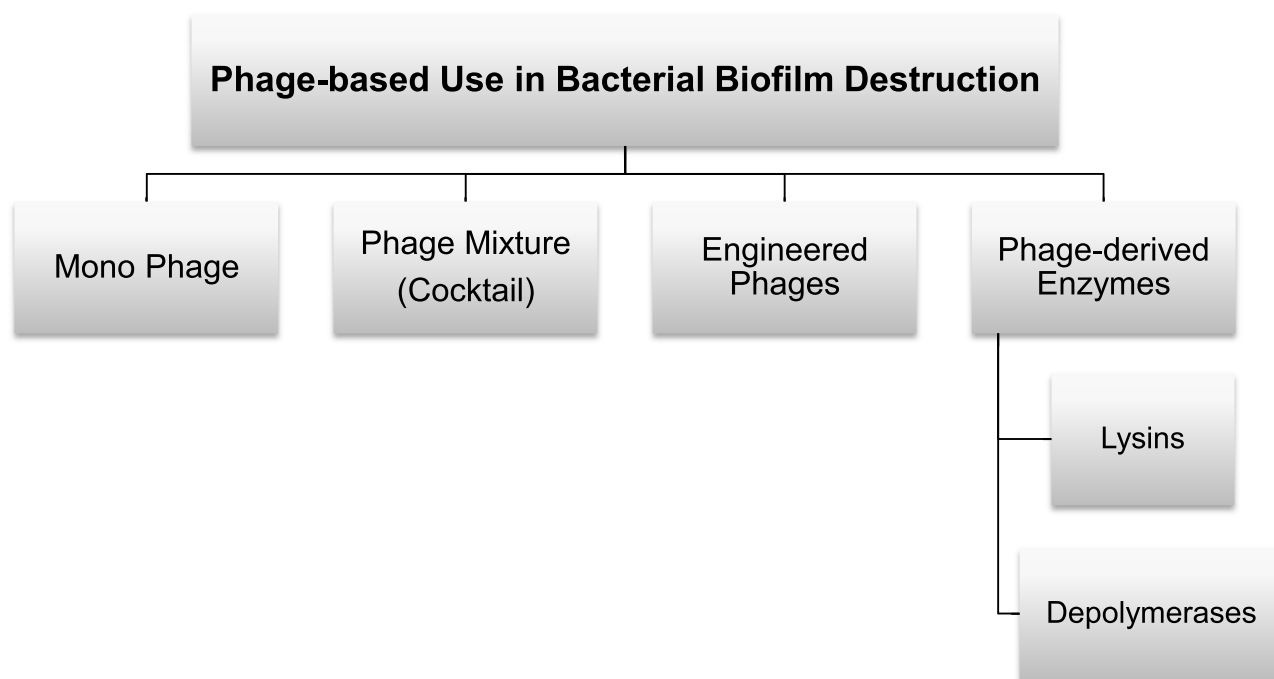 Phage-based Use in Bacterial Biofilm Destruction
Mono Phage
Phage Mixture
(Cocktail)
Engineered
Phages
Phage-derived
Enzymes
Lysins
Depolymerases